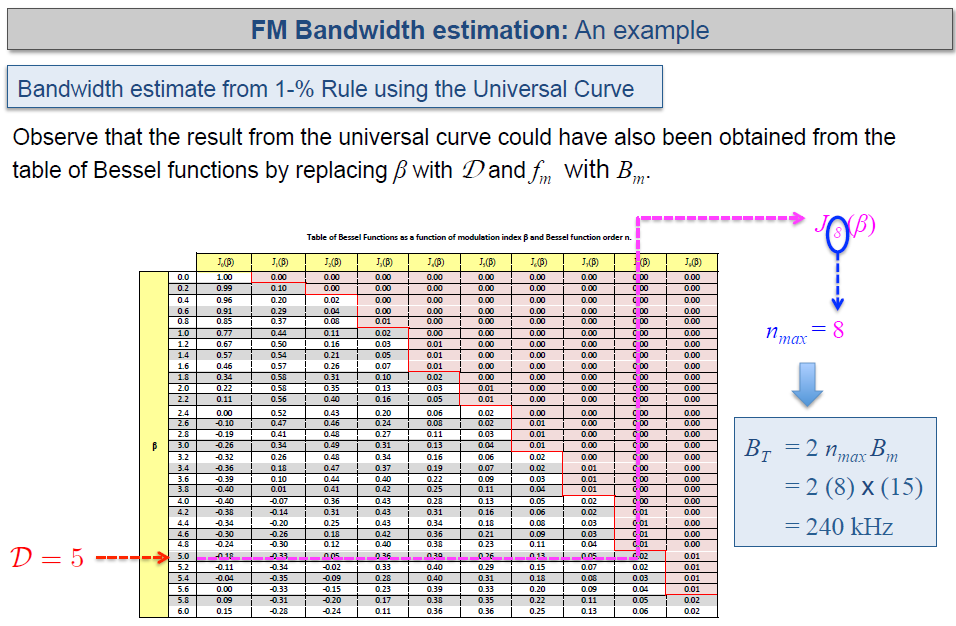 FM Bandwidth estimation: An example
Bandwidth estimate from 1-% Rule using the Universal Curve
Observe that the result from the universal curve could have also been obtained from the
table of Bessel functions by replacing β with 𝒟 and fm with Bm.
Table of Bessel Functions as a function of modulation index β and Bessel function order n.
J8(β)
J0(β) J1(β) J2(β) J3(β) J4(β) J5(β) J6(β) J7(β) J8(β) J9(β)
0.0 1.00 0.00 0.00 0.00 0.00 0.00 0.00 0.00 0.00 0.00
0.2 0.99 0.10 0.00 0.00 0.00 0.00 0.00 0.00 0.00 0.00
0.4 0.96 0.20 0.02 0.00 0.00 0.00 0.00 0.00 0.00 0.00
0.6 0.91 0.29 0.04 0.00 0.00 0.00 0.00 0.00 0.00 0.00
0.8 0.85 0.37 0.08 0.01 0.00 0.00 0.00 0.00 0.00 0.00
1.0 0.77 0.44 0.11 0.02 0.00 0.00 0.00 0.00 0.00 0.00
1.2 0.67 0.50 0.16 0.03 0.01 0.00 0.00 0.00 0.00 0.00
1.4 0.57 0.54 0.21 0.05 0.01 0.00 0.00 0.00 0.00 0.00
1.6 0.46 0.57 0.26 0.07 0.01 0.00 0.00 0.00 0.00 0.00
1.8 0.34 0.58 0.31 0.10 0.02 0.00 0.00 0.00 0.00 0.00
2.0 0.22 0.58 0.35 0.13 0.03 0.01 0.00 0.00 0.00 0.00
2.2 0.11 0.56 0.40 0.16 0.05 0.01 0.00 0.00 0.00 0.00
2.4 0.00 0.52 0.43 0.20 0.06 0.02 0.00 0.00 0.00 0.00
2.6 -0.10 0.47 0.46 0.24 0.08 0.02 0.01 0.00 0.00 0.00
2.8 -0.19 0.41 0.48 0.27 0.11 0.03 0.01 0.00 0.00 0.00
3.0 -0.26 0.34 0.49 0.31 0.13 0.04 0.01 0.00 0.00 0.00
3.2 -0.32 0.26 0.48 0.34 0.16 0.06 0.02 0.00 0.00 0.00
3.4 -0.36 0.18 0.47 0.37 0.19 0.07 0.02 0.01 0.00 0.00
3.6 -0.39 0.10 0.44 0.40 0.22 0.09 0.03 0.01 0.00 0.00
3.8 -0.40 0.01 0.41 0.42 0.25 0.11 0.04 0.01 0.00 0.00
4.0 -0.40 -0.07 0.36 0.43 0.28 0.13 0.05 0.02 0.00 0.00
4.2 -0.38 -0.14 0.31 0.43 0.31 0.16 0.06 0.02 0.01 0.00
4.4 -0.34 -0.20 0.25 0.43 0.34 0.18 0.08 0.03 0.01 0.00
4.6 -0.30 -0.26 0.18 0.42 0.36 0.21 0.09 0.03 0.01 0.00
4.8 -0.24 -0.30 0.12 0.40 0.38 0.23 0.11 0.04 0.01 0.00
5.0 -0.18 -0.33 0.05 0.36 0.39 0.26 0.13 0.05 0.02 0.01
5.2 -0.11 -0.34 -0.02 0.33 0.40 0.29 0.15 0.07 0.02 0.01
5.4 -0.04 -0.35 -0.09 0.28 0.40 0.31 0.18 0.08 0.03 0.01
5.6 0.00 -0.33 -0.15 0.23 0.39 0.33 0.20 0.09 0.04 0.01
5.8 0.09 -0.31 -0.20 0.17 0.38 0.35 0.22 0.11 0.05 0.02
6.0 0.15 -0.28 -0.24 0.11 0.36 0.36 0.25 0.13 0.06 0.02
β
𝒟 = 5
nmax = 8
BT = 2 nmax Bm
= 2 (8) x (15)
= 240 kHz